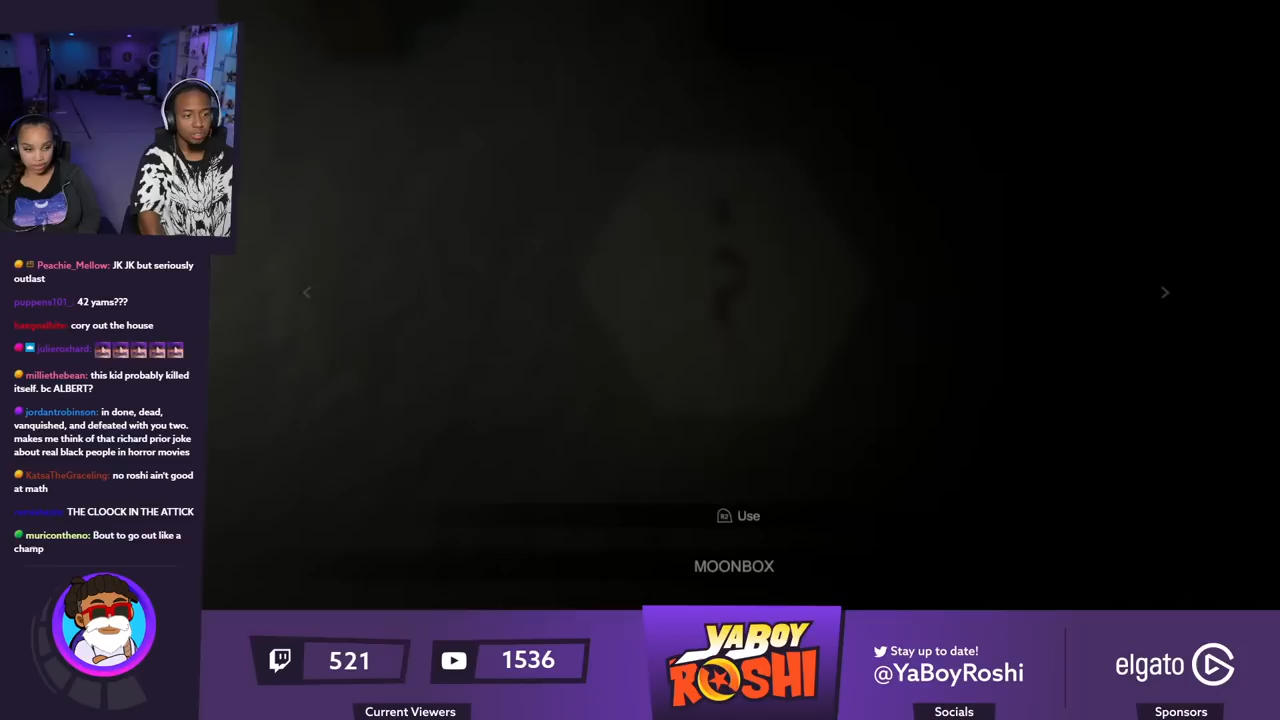 Peachie_Mellow: JK JK but seriously
outlast
puppens101_: 42 yams???
cory out the house
julieroxhard:
milliethebean: this kid probably killed
itself. bc ALBERT?
jordantrobinson: in done, dead,
vanquished, and defeated with you two.
makes me think of that richard prior joke
about real black people in horror movies
KatsaTheGraceling: no roshi ain't good
at math
THE CLOOCK IN THE ATTICK
muricontheno: Bout to go out like a
champ
R2 Use
MOONBOX
521
1536
Current Viewers
YABOY
ROSHI
Stay up to date!
@YaBoyRoshi
Socials
elgato
Sponsors